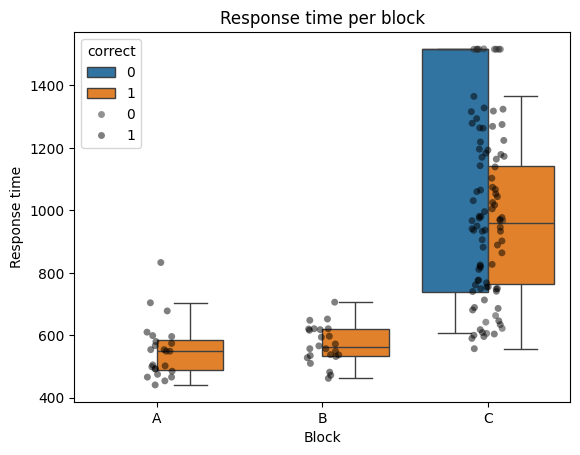 Response time per block
correct
0
1
0
1
Response time
1400
1200
1000
800
600
400
A B C
Block